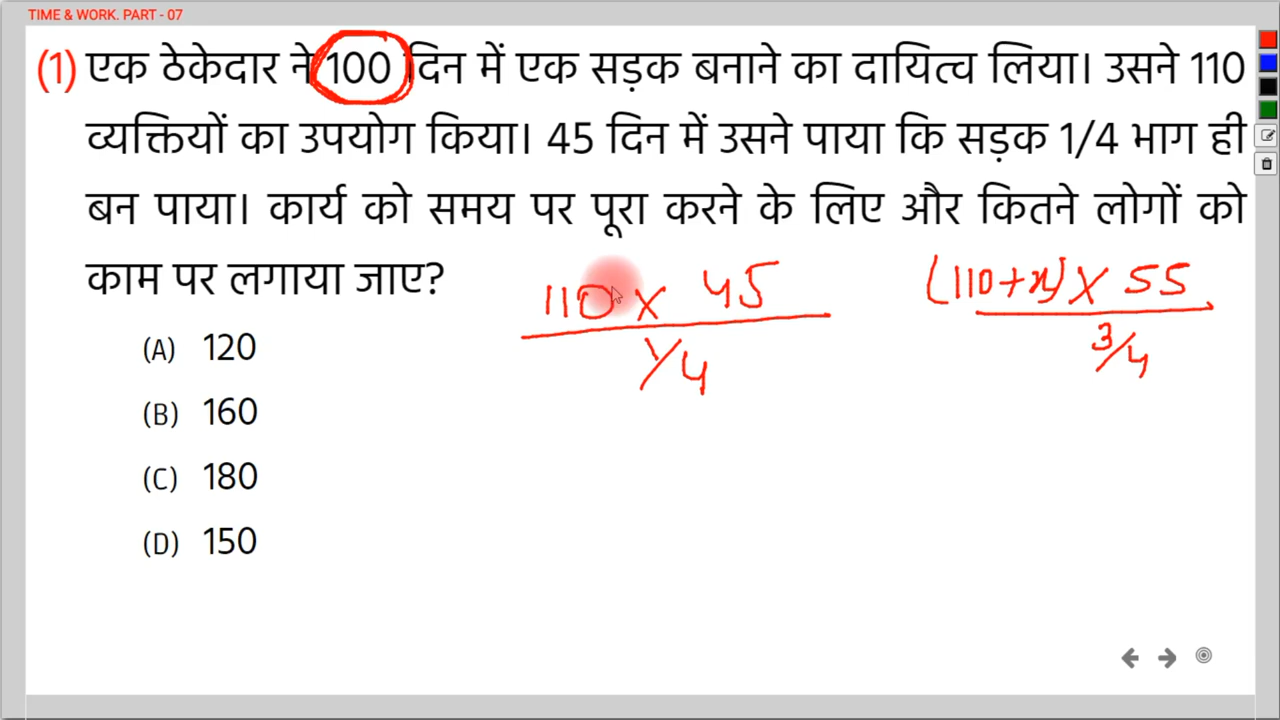 TIME & WORK. PART - 07
(1) एक ठेकेदार ने 100 दिन में एक सड़क बनाने का दायित्व लिया। उसने 110
व्यक्तियों का उपयोग किया। 45 दिन में उसने पाया कि सड़क 1/4 भाग ही
बन पाया। कार्य को समय पर पूरा करने के लिए और कितने लोगों को
काम पर लगाया जाए?
110 x 45
1/4
(110+x) x 55
3/4
(A) 120
(B) 160
(C) 180
(D) 150